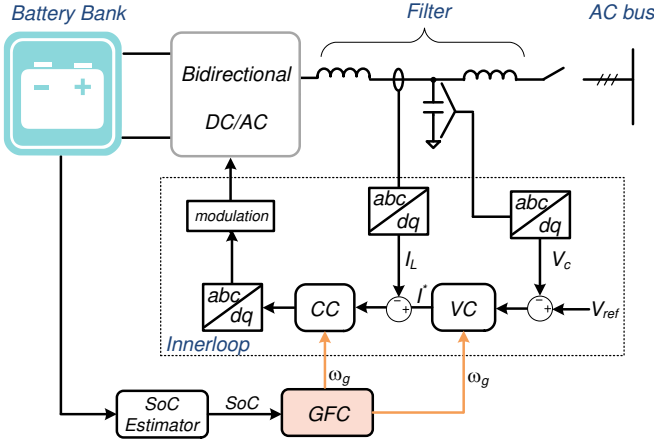 Battery Bank
Filter
AC bus
Bidirectional
DC/AC
modulation
abc
dq
abc
dq
I_L
V_c
abc
dq
CC
-
+
I*
VC
-
+
V_ref
Innerloop
ω_g
ω_g
SoC
Estimator
SoC
GFC